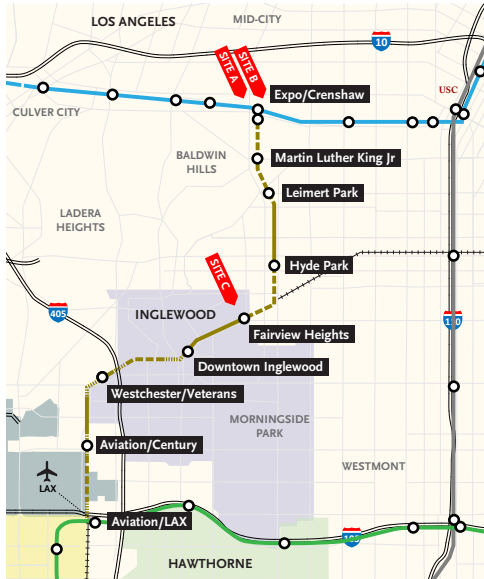 LOS ANGELES
MID-CITY
10
SITE A
SITE B
USC
Expo/Crenshaw
CULVER CITY
BALDWIN
HILLS
Martin Luther King Jr
Leimert Park
LADERA
HEIGHTS
Hyde Park
SITE C
405
INGLEWOOD
110
Fairview Heights
Downtown Inglewood
Westchester/Veterans
MORNINGSIDE
PARK
Aviation/Century
WESTMONT
LAX
Aviation/LAX
105
HAWTHORNE